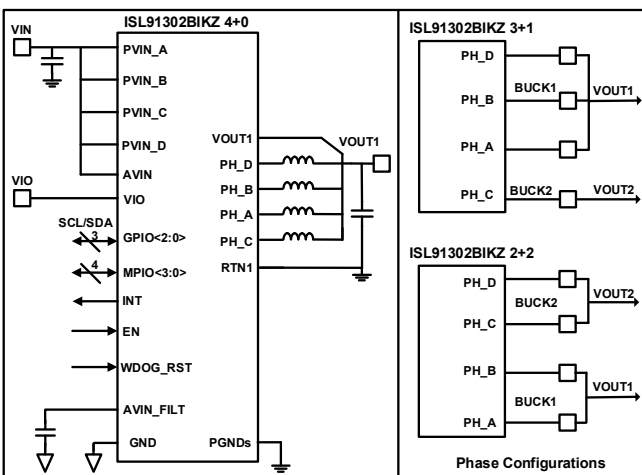 ISL91302BIKZ 4+0
VIN
PVIN_A
PVIN_B
PVIN_C
PVIN_D
AVIN
VIO
VIO
SCL/SDA
3
GPIO<2:0>
4
MPIO<3:0>
INT
EN
WDOG_RST
AVIN_FILT
GND
VOUT1
VOUT1
PH_D
PH_B
PH_A
PH_C
RTN1
PGNDs
ISL91302BIKZ 3+1
PH_D
PH_B
BUCK1
VOUT1
PH_A
PH_C
BUCK2
VOUT2
ISL91302BIKZ 2+2
PH_D
BUCK2
VOUT2
PH_C
PH_B
BUCK1
VOUT1
PH_A
Phase Configurations